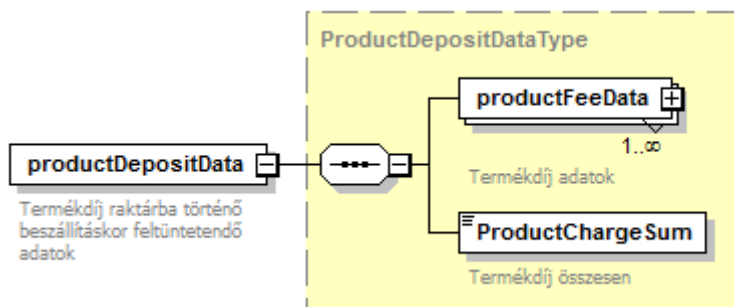 ProductDepositDataType
productFeeData
1..∞
Termékdíj adatok
productDepositData
Termékdíj raktárba történő
beszállításkor feltüntetendő
adatok
ProductChargeSum
Termékdíj összesen